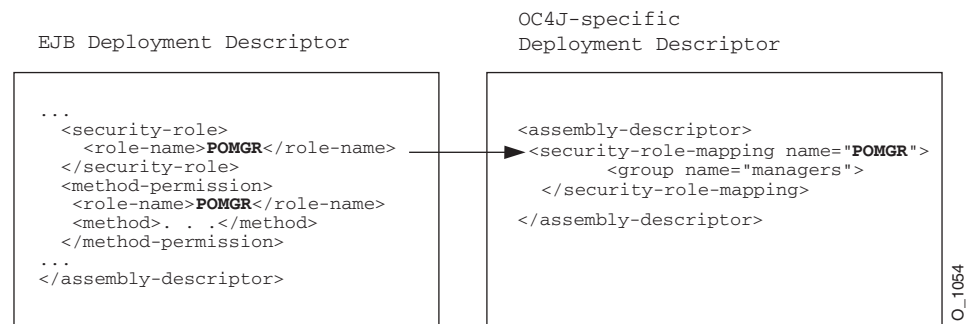 EJB Deployment Descriptor
...
<security-role>
<role-name>POMGR</role-name>
</security-role>
<method-permission>
<role-name>POMGR</role-name>
<method>. . .</method>
</method-permission>
...
</assembly-descriptor>
OC4J-specific
Deployment Descriptor
<assembly-descriptor>
<security-role-mapping name="POMGR">
<group name="managers">
</security-role-mapping>
</assembly-descriptor>
O_1054